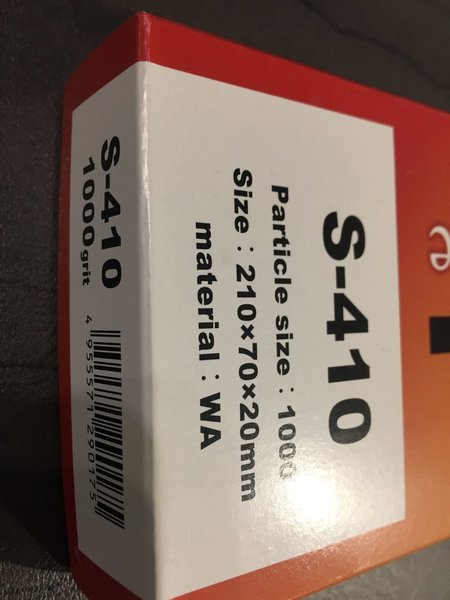 S-410
Particle size : 1000
Size : 210×70×20mm
material : WA
S-410
1000grit
4 955571 290175
e